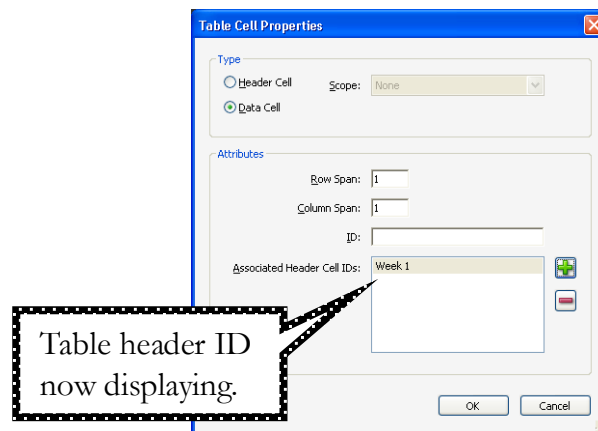 Table Cell Properties
Type
Header Cell Scope: None
Data Cell
Attributes
Row Span: 1
Column Span: 1
ID:
Associated Header Cell IDs: Week 1
Table header ID
now displaying.
OK Cancel